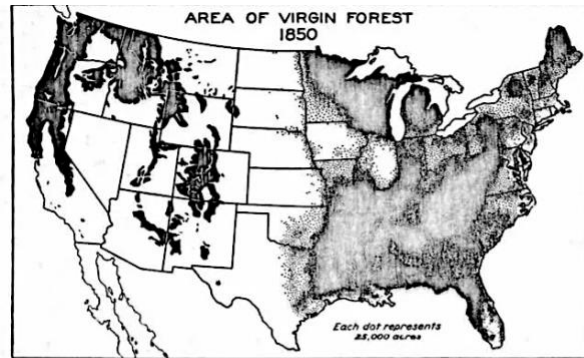 AREA OF VIRGIN FOREST
1850
Each dot represents
25,000 acres